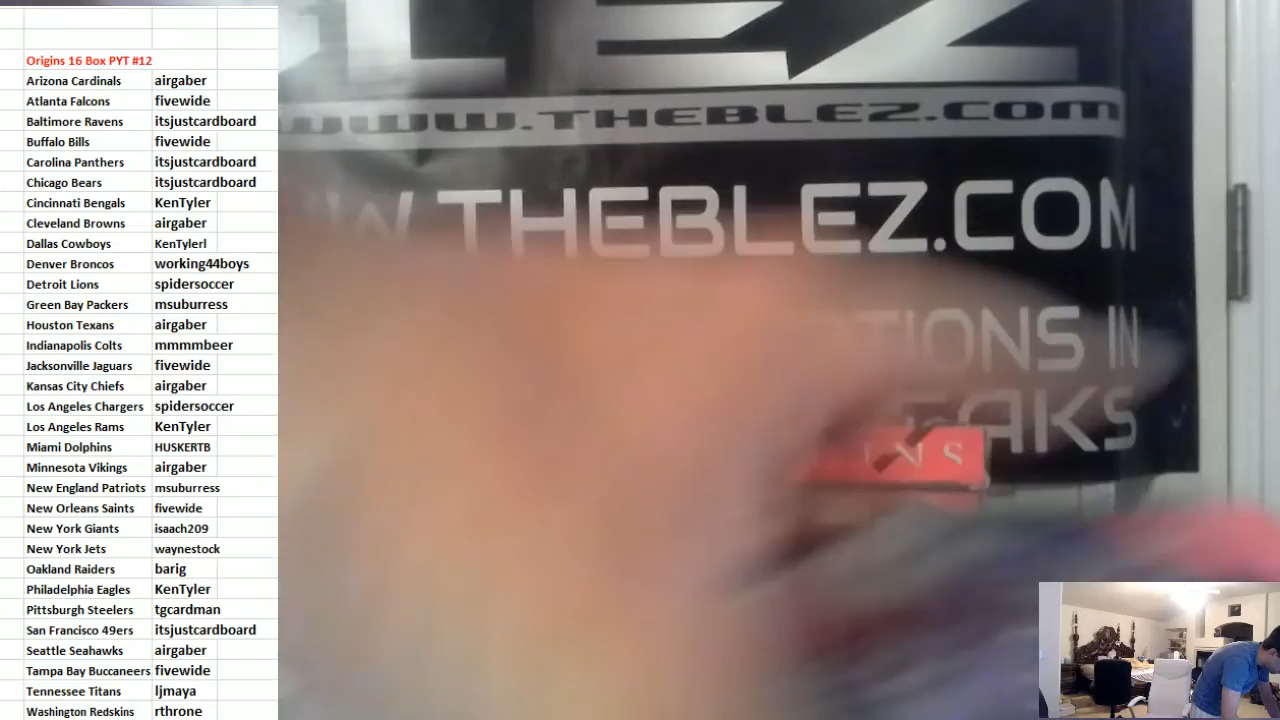 Origins 16 Box PYT #12
Arizona Cardinals airgaber
Atlanta Falcons fivewide
Baltimore Ravens itsjustcardboard
Buffalo Bills fivewide
Carolina Panthers itsjustcardboard
Chicago Bears itsjustcardboard
Cincinnati Bengals KenTyler
Cleveland Browns airgaber
Dallas Cowboys KenTylerl
Denver Broncos working44boys
Detroit Lions spidersoccer
Green Bay Packers msuburress
Houston Texans airgaber
Indianapolis Colts mmmmbeer
Jacksonville Jaguars fivewide
Kansas City Chiefs airgaber
Los Angeles Chargers spidersoccer
Los Angeles Rams KenTyler
Miami Dolphins HUSKERTB
Minnesota Vikings airgaber
New England Patriots msuburress
New Orleans Saints fivewide
New York Giants isaach209
New York Jets waynestock
Oakland Raiders barig
Philadelphia Eagles KenTyler
Pittsburgh Steelers tgcardman
San Francisco 49ers itsjustcardboard
Seattle Seahawks airgaber
Tampa Bay Buccaneers fivewide
Tennessee Titans ljmaya
Washington Redskins rthrone
LEZ
WWW.THEBLEZ.COM
W THEBLEZ.COM
TIONS IN
EAKS
INS